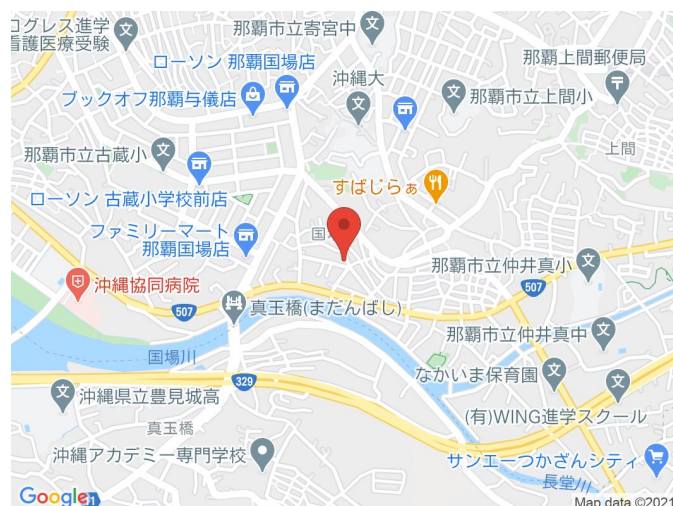 ログレス進学
看護医療受験
那覇市立寄宮中
那覇上間郵便局
ローソン 那覇国場店
沖縄大
ブックオフ那覇与儀店
那覇市立上間小
上間
那覇市立古蔵小
すばじらぁ
ローソン 古蔵小学校前店
ファミリーマート
那覇国場店
国場
那覇市立仲井真小
沖縄協同病院
507
507
真玉橋(まだんばし)
那覇市立仲井真中
国場川
なかいま保育園
329
沖縄県立豊見城高
(有)WING進学スクール
真玉橋
沖縄アカデミー専門学校
サンエーつかざんシティ
長堂川
Google
Map data ©2021